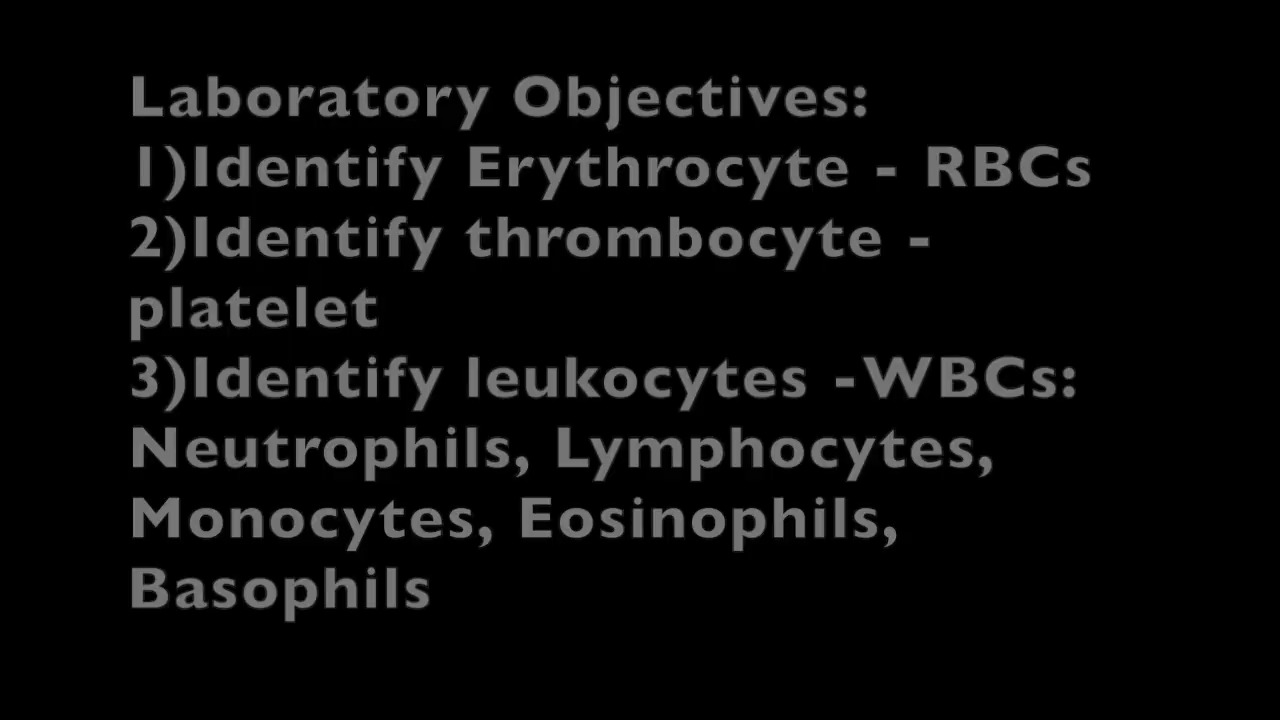 Laboratory Objectives:
1)Identify Erythrocyte - RBCs
2)Identify thrombocyte -
platelet
3)Identify leukocytes -WBCs:
Neutrophils, Lymphocytes,
Monocytes, Eosinophils,
Basophils